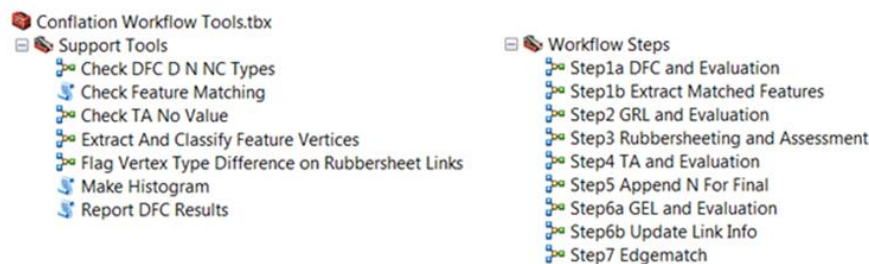 Conflation Workflow Tools.tbx
Support Tools
Check DFC D N NC Types
Check Feature Matching
Check TA No Value
Extract And Classify Feature Vertices
Flag Vertex Type Difference on Rubbersheet Links
Make Histogram
Report DFC Results
Workflow Steps
Step1a DFC and Evaluation
Step1b Extract Matched Features
Step2 GRL and Evaluation
Step3 Rubbersheeting and Assessment
Step4 TA and Evaluation
Step5 Append N For Final
Step6a GEL and Evaluation
Step6b Update Link Info
Step7 Edgematch